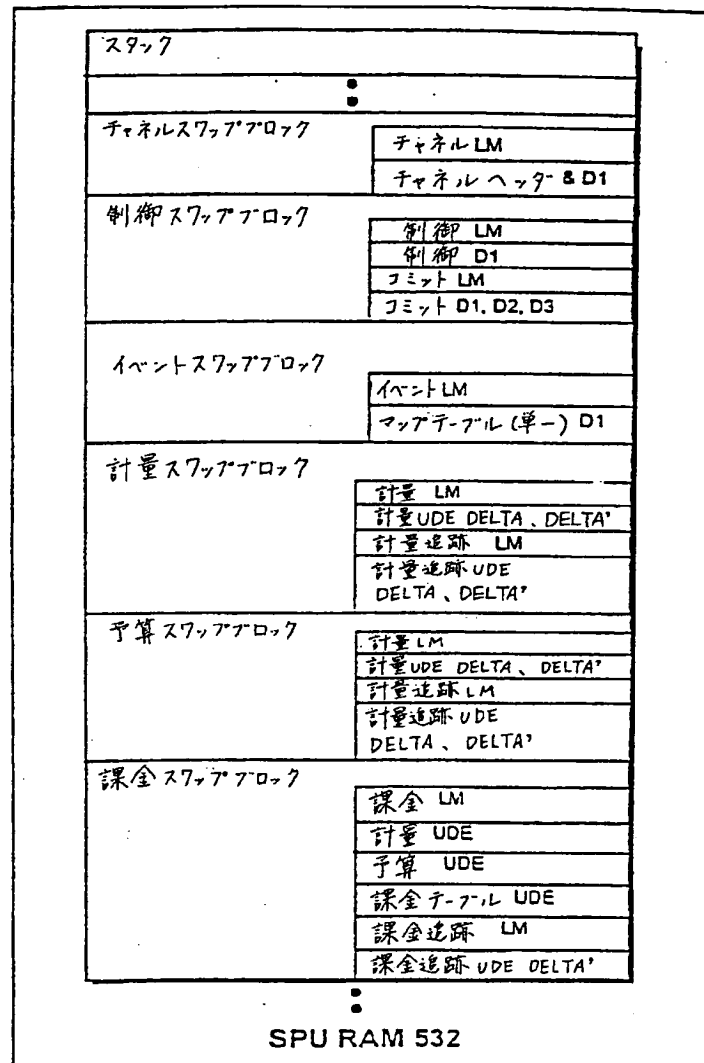 スタック
チャネルスワップブロック
チャネル LM
チャネル ヘッダー & D1
制御 スワップブロック
制御 LM
制御 D1
コミット LM
コミット D1, D2, D3
イベントスワップブロック
イベント LM
マップテーブル (単一) D1
計量 スワップブロック
計量 LM
計量UDE DELTA、DELTA'
計量追跡 LM
計量追跡 UDE
DELTA、DELTA'
予算 スワップブロック
計量 LM
計量UDE DELTA、DELTA'
計量追跡 LM
計量追跡 UDE
DELTA、DELTA'
課金 スワップブロック
課金 LM
計量 UDE
予算 UDE
課金 テーブル UDE
課金追跡 LM
課金追跡 UDE DELTA'
SPU RAM 532